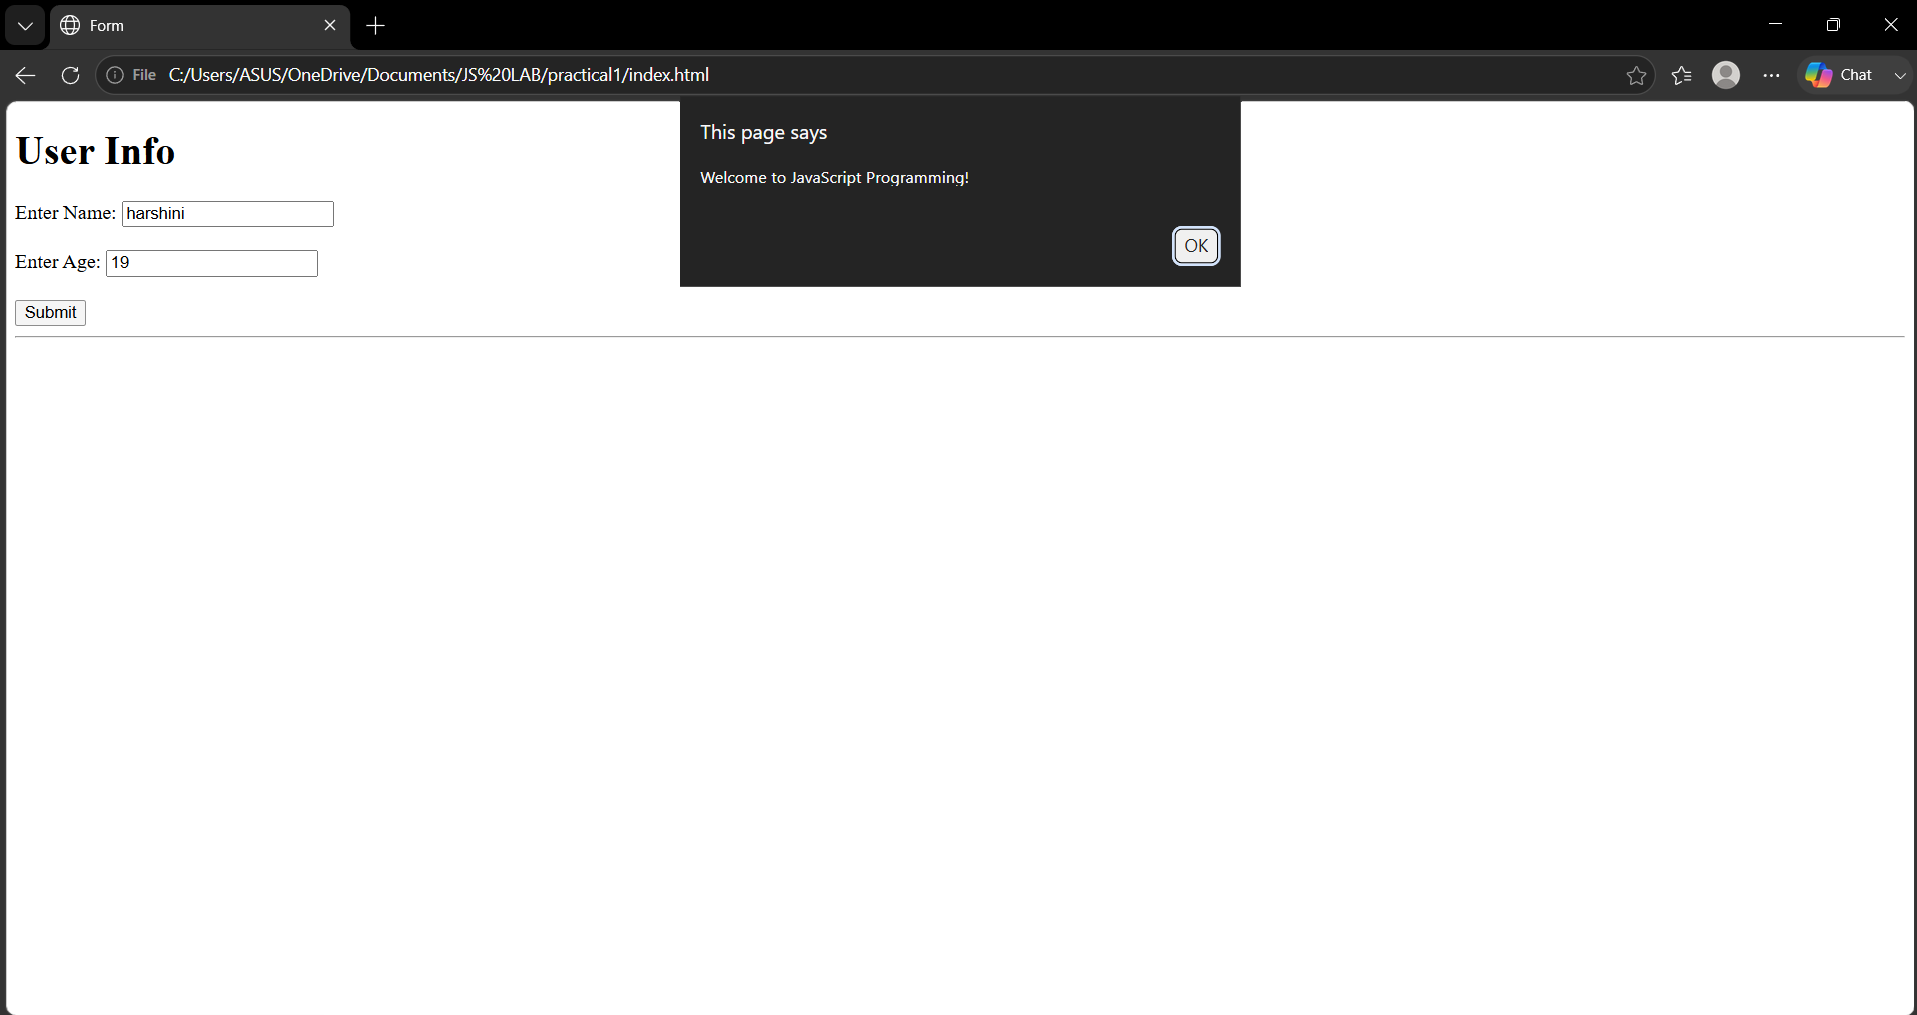 Form
File C:/Users/ASUS/OneDrive/Documents/JS%20LAB/practical1/index.html
Chat
This page says
Welcome to JavaScript Programming!
OK
User Info
Enter Name: harshini
Enter Age: 19
Submit